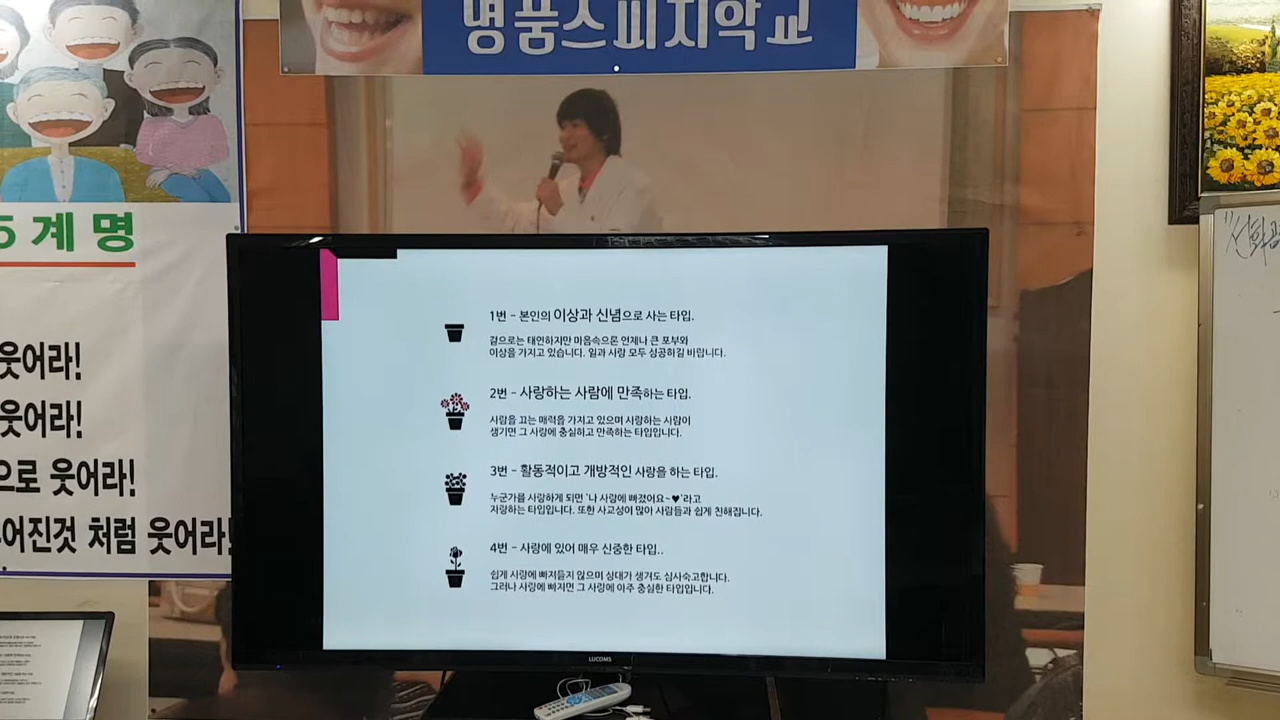 명품스피치학교
5계명
웃어라!
웃어라!
으로 웃어라!
어진것 처럼 웃어라!
1번 - 본인의 이상과 신념으로 사는 타입.
겉으로는 태연하지만 마음속으론 언제나 큰 포부와
이상을 가지고 있습니다. 일과 사랑 모두 성공하길 바랍니다.
2번 - 사랑하는 사람에 만족하는 타입.
사람을 끄는 매력을 가지고 있으며 사랑하는 사람이
생기면 그 사랑에 충실하고 만족하는 타입입니다.
3번 - 활동적이고 개방적인 사랑을 하는 타입.
누군가를 사랑하게 되면 '나 사랑에 빠졌어요~♥'라고
자랑하는 타입입니다. 또한 사교성이 많아 사람들과 쉽게 친해집니다.
4번 - 사랑에 있어 매우 신중한 타입..
쉽게 사랑에 빠져들지 않으며 상대가 생겨도 심사숙고합니다.
그러나 사랑에 빠지면 그 사랑에 아주 충실한 타입입니다.
LUCOMS